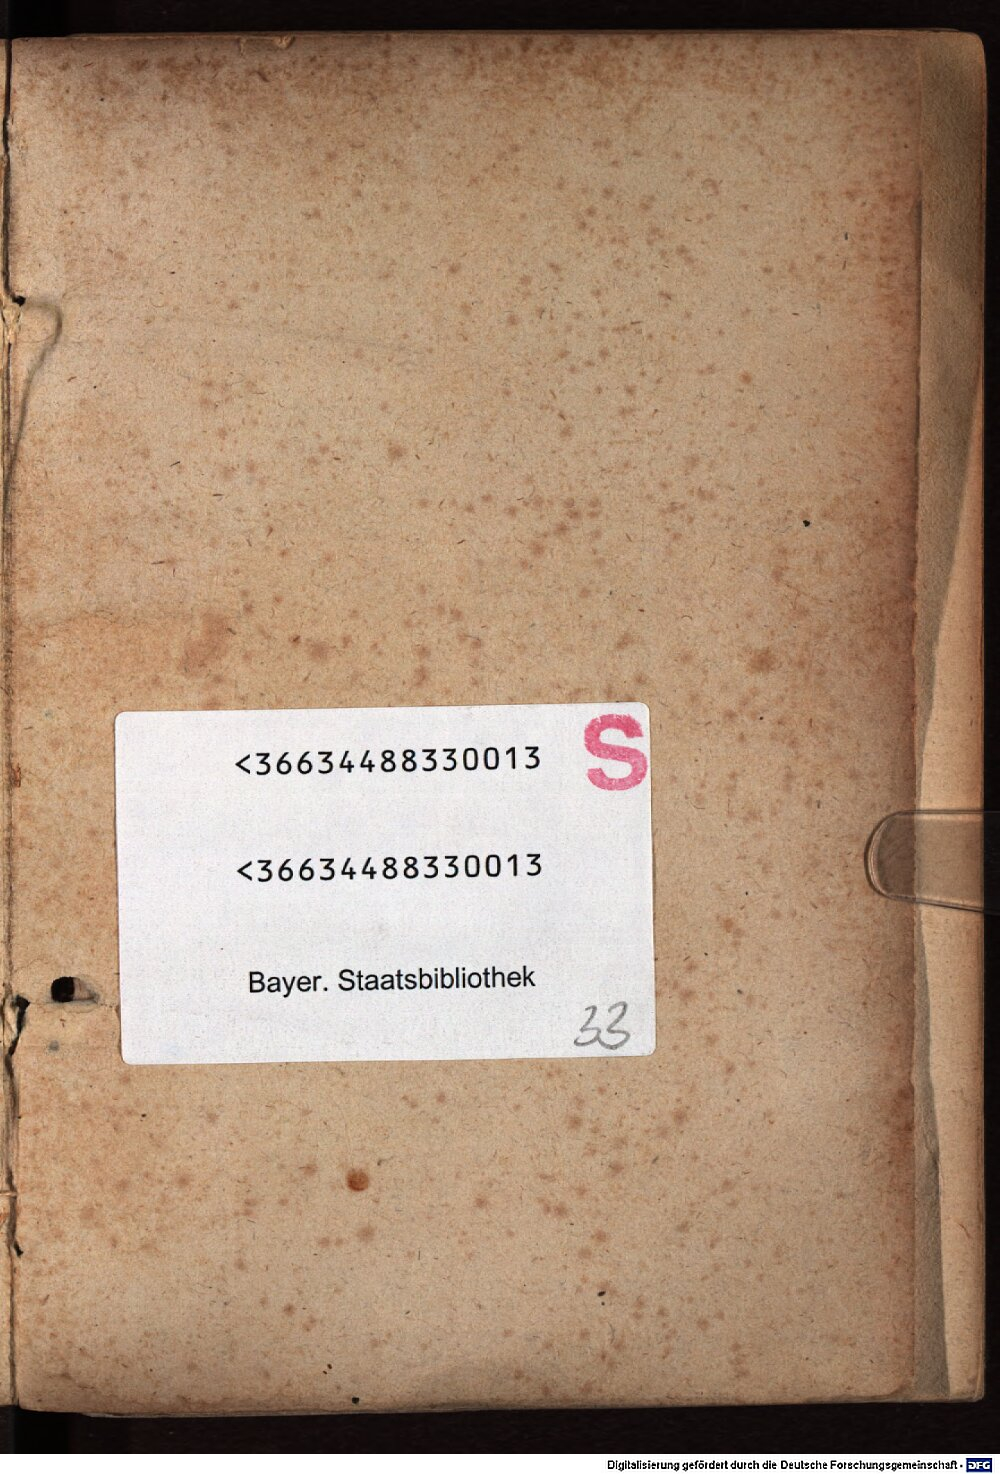 <36634488330013
S
<36634488330013
Bayer. Staatsbibliothek
33
Digitalisierung gefördert durch die Deutsche Forschungsgemeinschaft - DFG